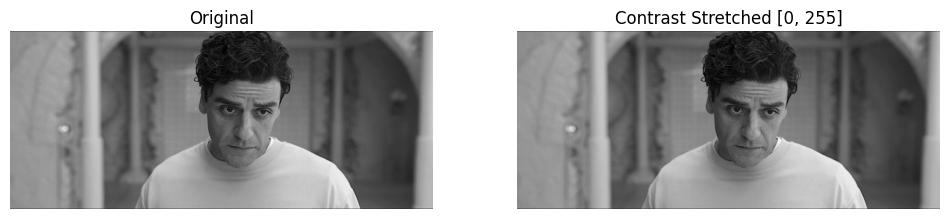 Original
Contrast Stretched [0, 255]